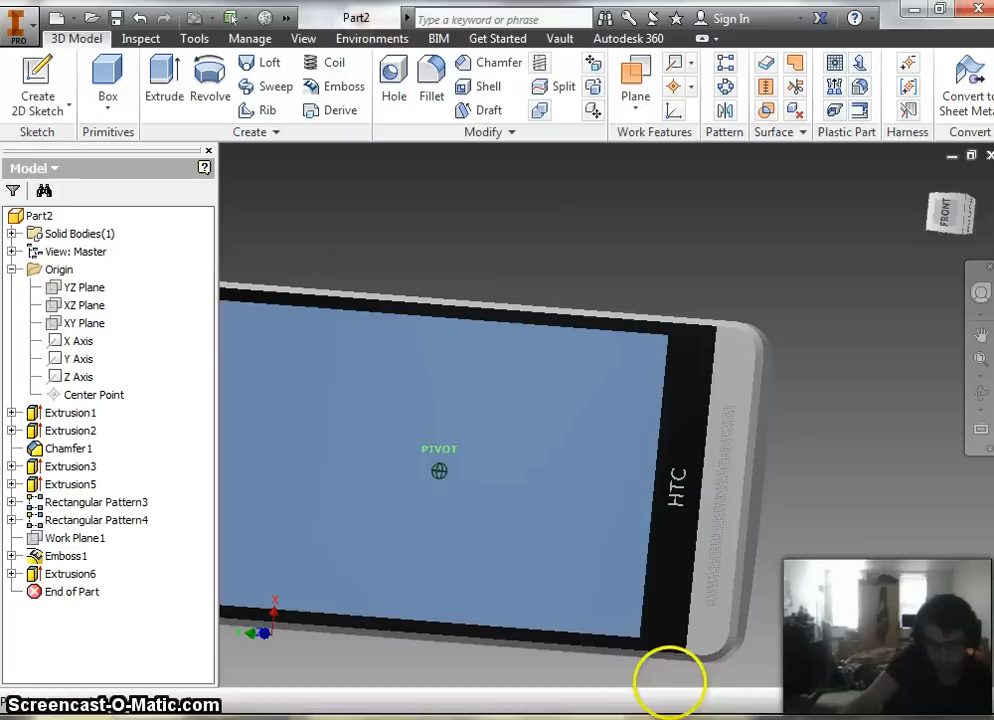 Part2
Type a keyword or phrase
Sign In
PRO
3D Model Inspect Tools Manage View Environments BIM Get Started Vault Autodesk 360
Create
2D Sketch
Box
Extrude
Revolve
Loft
Sweep
Rib
Coil
Emboss
Derive
Hole
Fillet
Chamfer
Shell
Draft
Split
Plane
Convert to
Sheet Meta
Sketch Primitives Create Modify Work Features Pattern Surface Plastic Part Harness Convert
Model
Part2
Solid Bodies(1)
View: Master
Origin
YZ Plane
XZ Plane
XY Plane
X Axis
Y Axis
Z Axis
Center Point
Extrusion1
Extrusion2
Chamfer1
Extrusion3
Extrusion5
Rectangular Pattern3
Rectangular Pattern4
Work Plane1
Emboss1
Extrusion6
End of Part
FRONT
PIVOT
HTC
X
Screencast-O-Matic.com